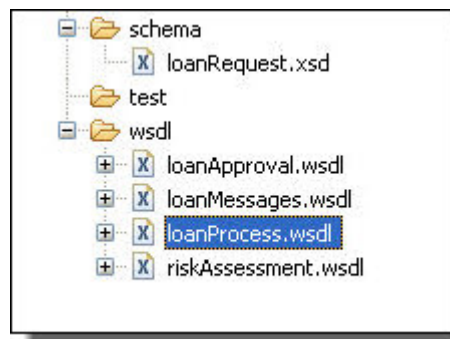 schema
loanRequest.xsd
test
wsdl
loanApproval.wsdl
loanMessages.wsdl
loanProcess.wsdl
riskAssessment.wsdl